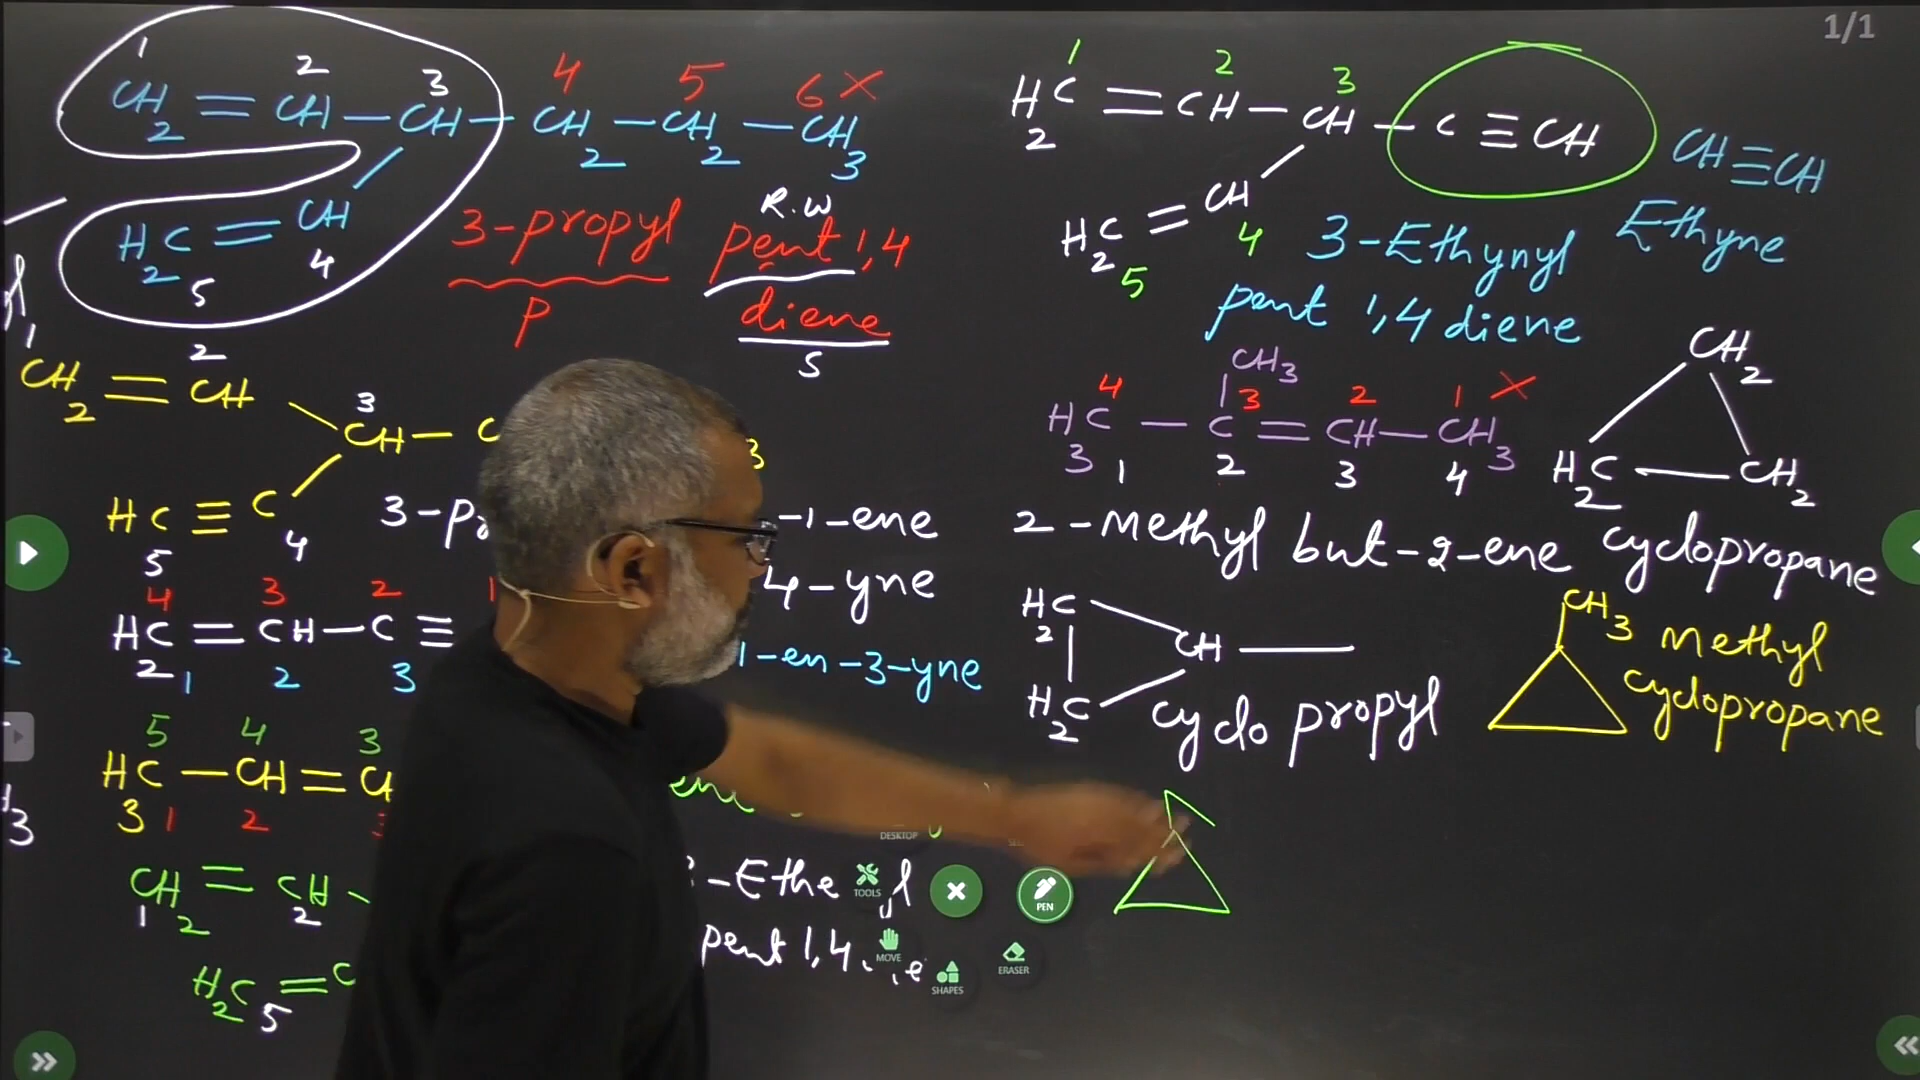 1/1
1 2 3 4 5 6 X
CH2 = CH — CH — CH2 — CH2 — CH3
H2C = CH
5 4
3-propyl pent 1,4
R.W
diene
P
S
1 2 3
H2C = CH — CH — C ≡ CH
H2C = CH
5 4
CH ≡ CH
Ethyne
3-Ethynyl
pent 1,4 diene
1 2 3
CH2 = CH CH —
HC ≡ C
5 4
3
3-p
-1-ene
4-yne
4 3 2 1
H2C = CH — C ≡
1 2 3
1-en-3-yne
5 4 3
H3C — CH =
1 2
CH2 = CH
1 2
H2C =
5
-Ethe
pent 1,4
CH3
4 3 2 1 X
H3C — C = CH — CH3
1 2 3 4
2-methyl but-2-ene
CH2
H2C — CH2
cyclopropane
H2C
CH
H2C
cyclo propyl
CH3
methyl
cyclopropane
DESKTOP
TOOLS
PEN
MOVE
ERASER
SHAPES